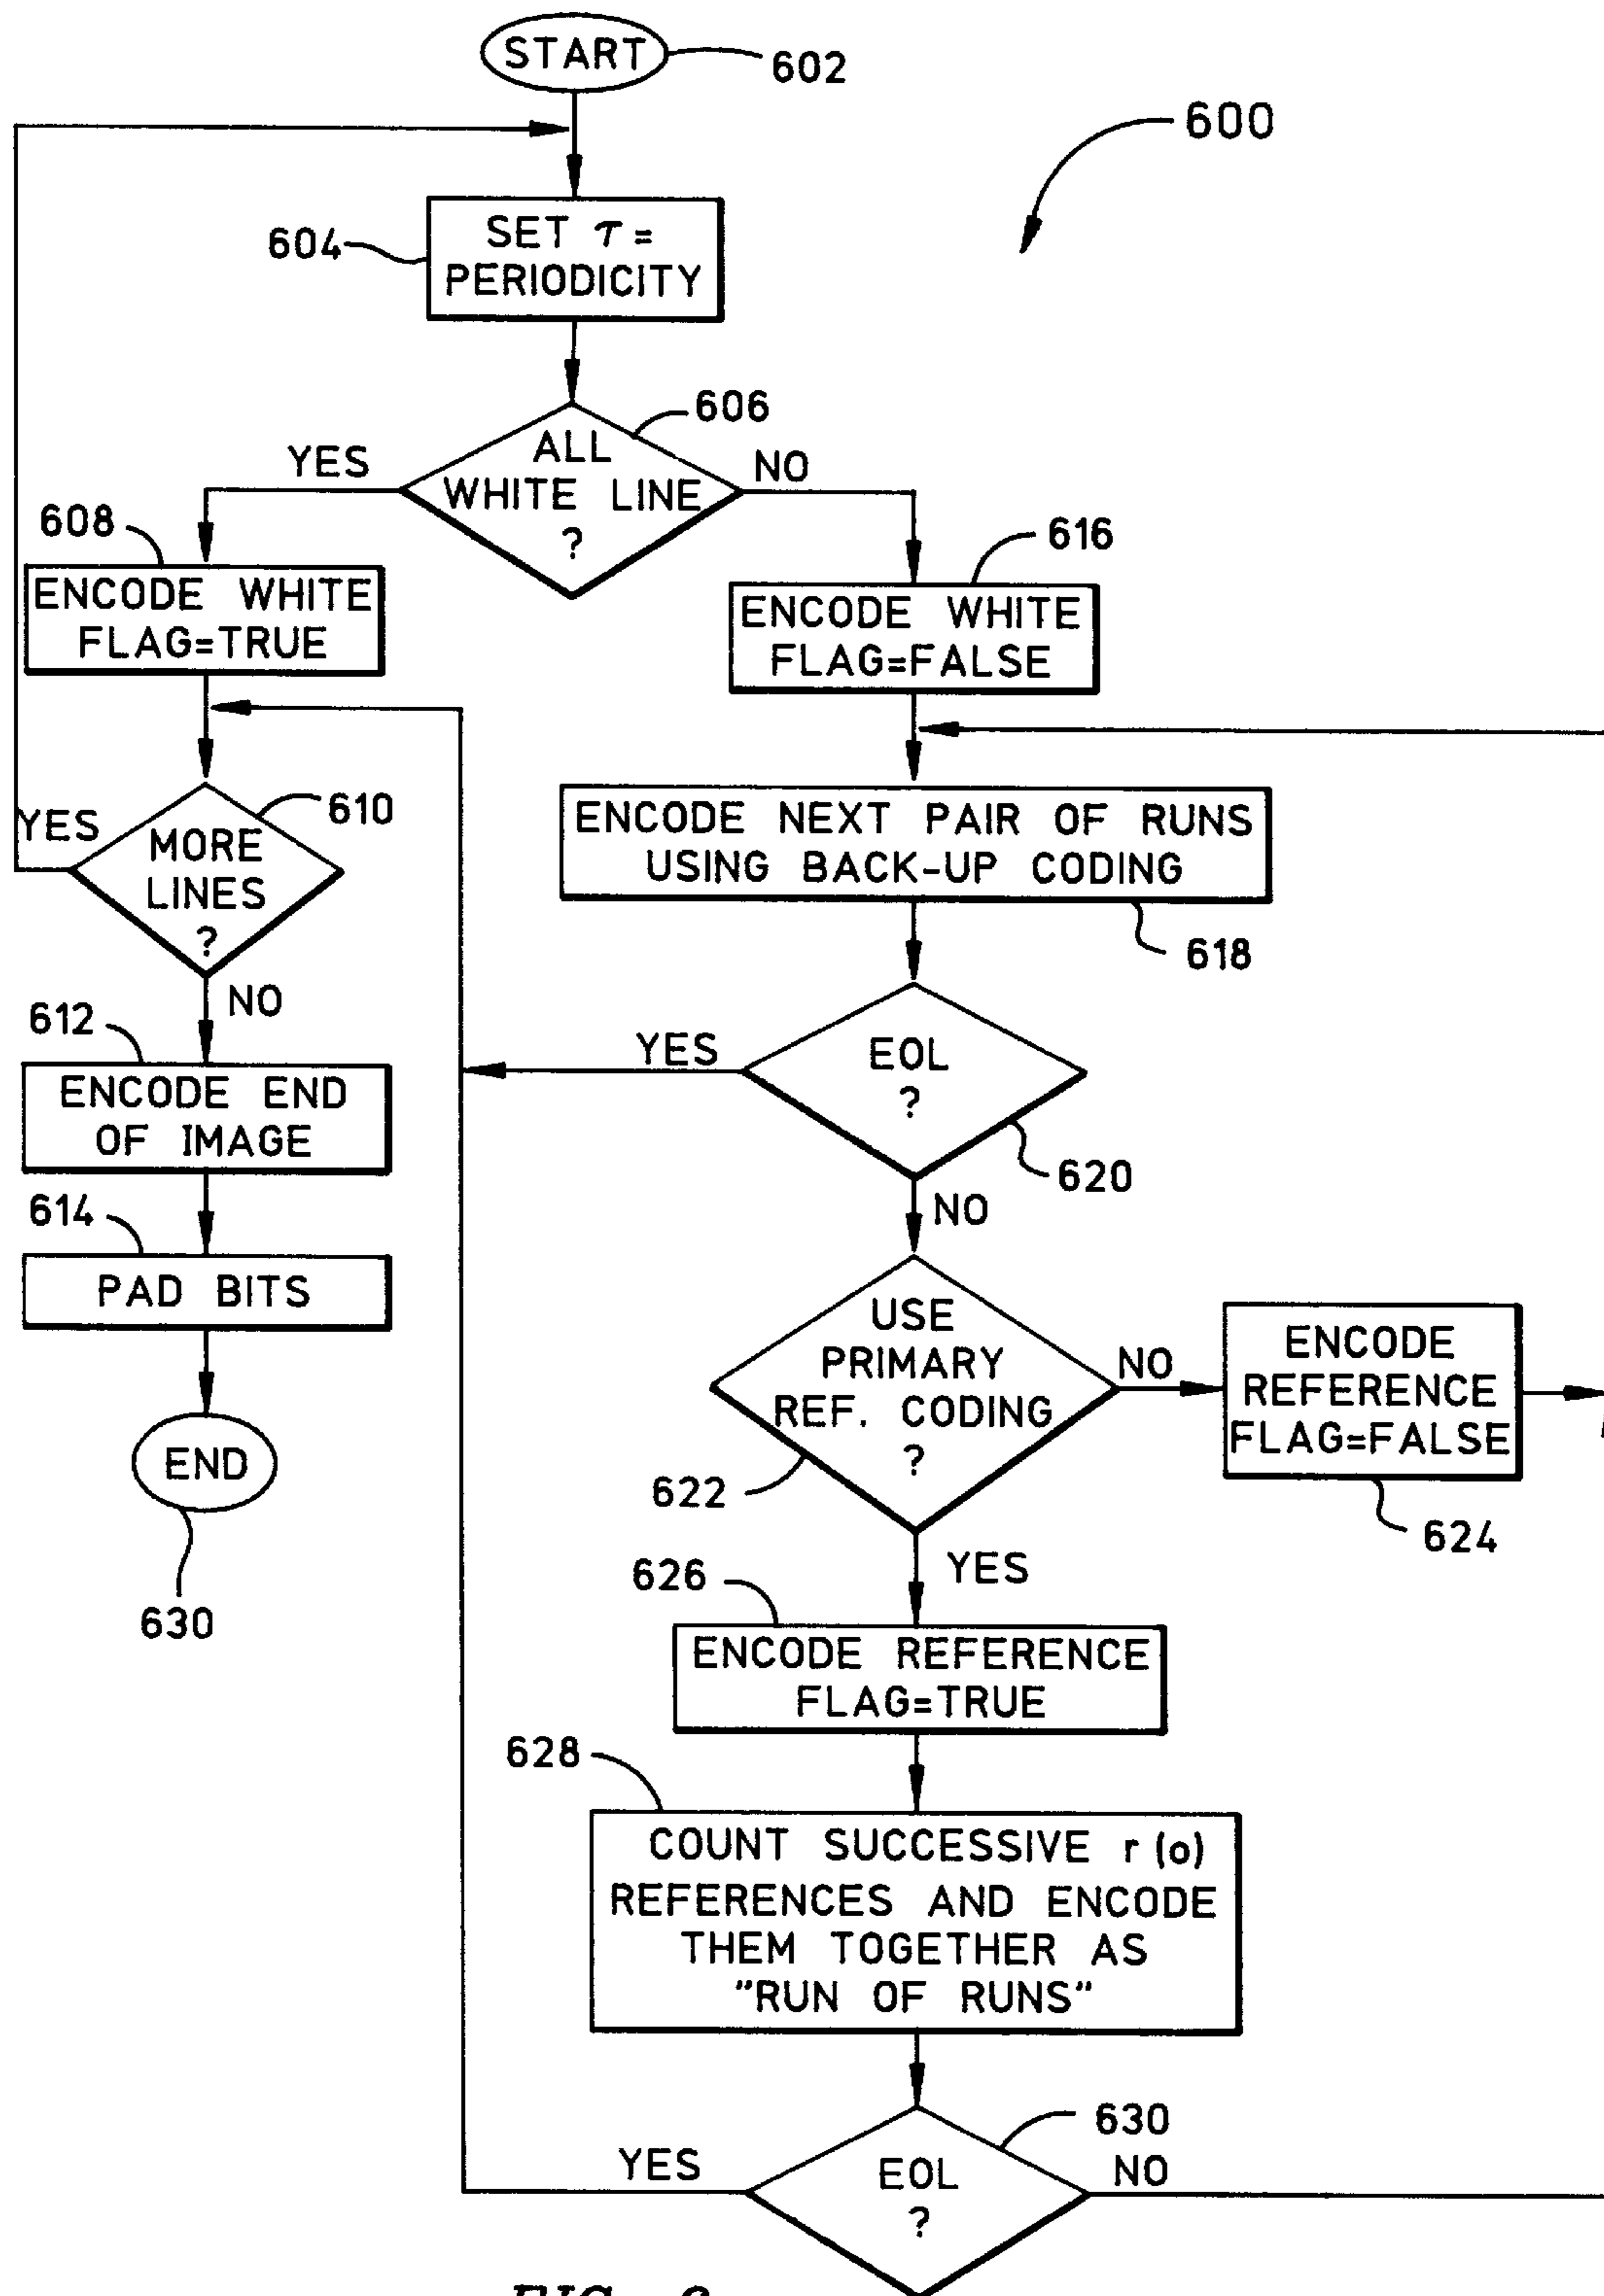 START
602
600
604
SET τ =
PERIODICITY
606
ALL
WHITE LINE
?
YES
NO
608
ENCODE WHITE
FLAG=TRUE
616
ENCODE WHITE
FLAG=FALSE
610
YES
MORE
LINES
?
NO
ENCODE NEXT PAIR OF RUNS
USING BACK-UP CODING
618
612
ENCODE END
OF IMAGE
YES
EOL
?
620
NO
614
PAD BITS
END
630
USE
PRIMARY
REF. CODING
?
622
NO
ENCODE
REFERENCE
FLAG=FALSE
624
YES
626
ENCODE REFERENCE
FLAG=TRUE
628
COUNT SUCCESSIVE r(o)
REFERENCES AND ENCODE
THEM TOGETHER AS
"RUN OF RUNS"
630
YES
EOL
?
NO